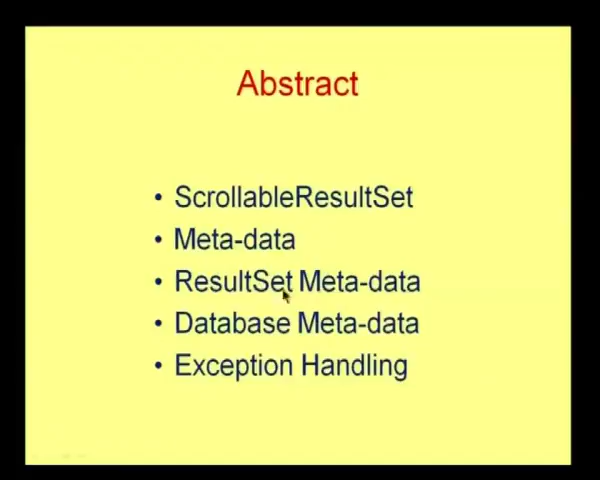 Abstract
• ScrollableResultSet
• Meta-data
• ResultSet Meta-data
• Database Meta-data
• Exception Handling